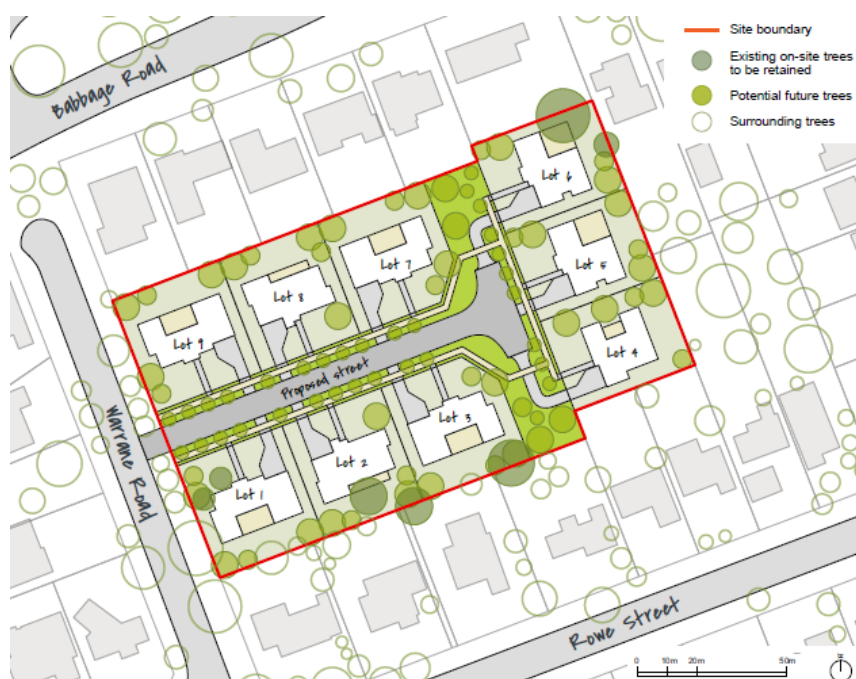 Site boundary
Existing on-site trees
to be retained
Potential future trees
Surrounding trees
Babbage Road
Lot 6
Lot 7
Lot 5
Lot 8
Lot 9
Lot 4
Proposed street
Lot 3
Lot 2
Lot 1
Warrane Road
Rowe Street
0 10m 20m 50m